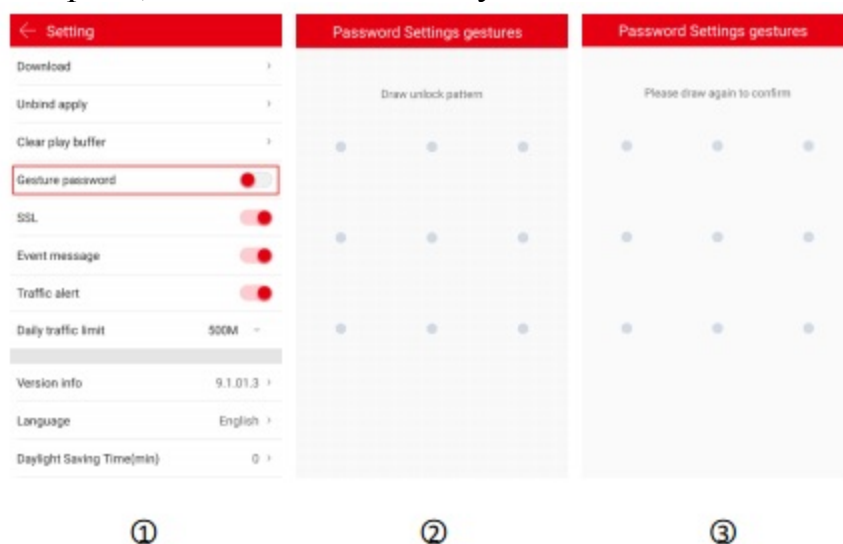 ← Setting
Download
Unbind apply
Clear play buffer
Gesture password
SSL
Event message
Traffic alert
Daily traffic limit 500M
Version info 9.1.01.3
Language English
Daylight Saving Time(min) 0
①
Password Settings gestures
Draw unlock pattern
②
Password Settings gestures
Please draw again to confirm
③